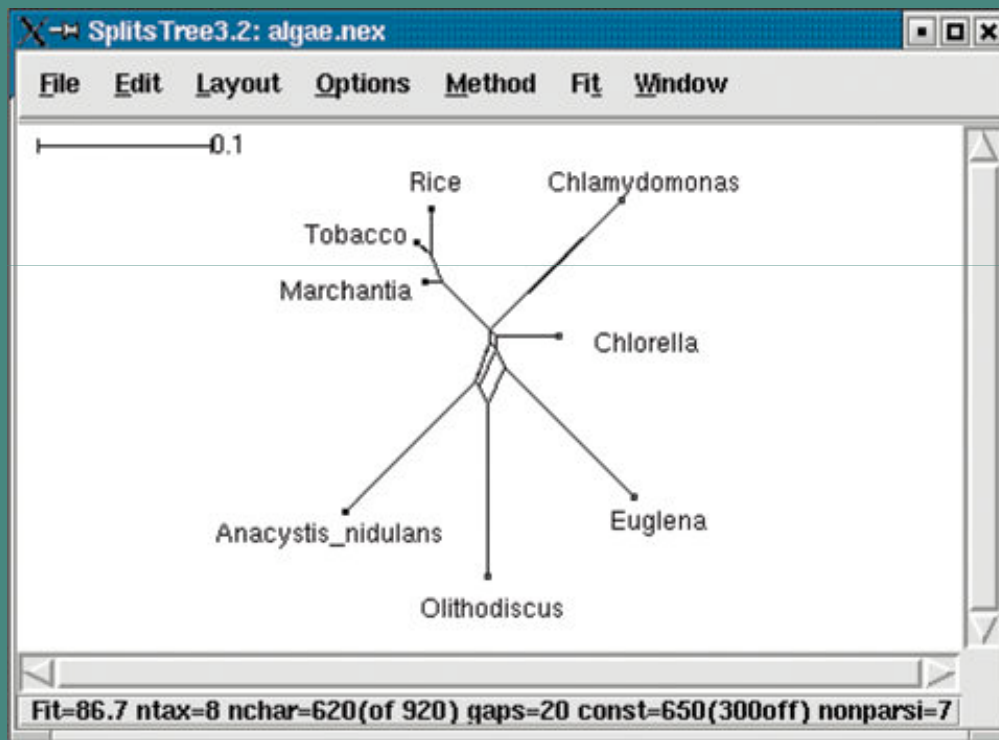 SplitsTree3.2: algae.nex
File Edit Layout Options Method Fit Window
0.1
Rice Chlamydomonas
Tobacco
Marchantia
Chlorella
Euglena
Anacystis_nidulans
Olithodiscus
Fit=86.7 ntax=8 nchar=620(of 920) gaps=20 const=650(300off) nonparsi=7